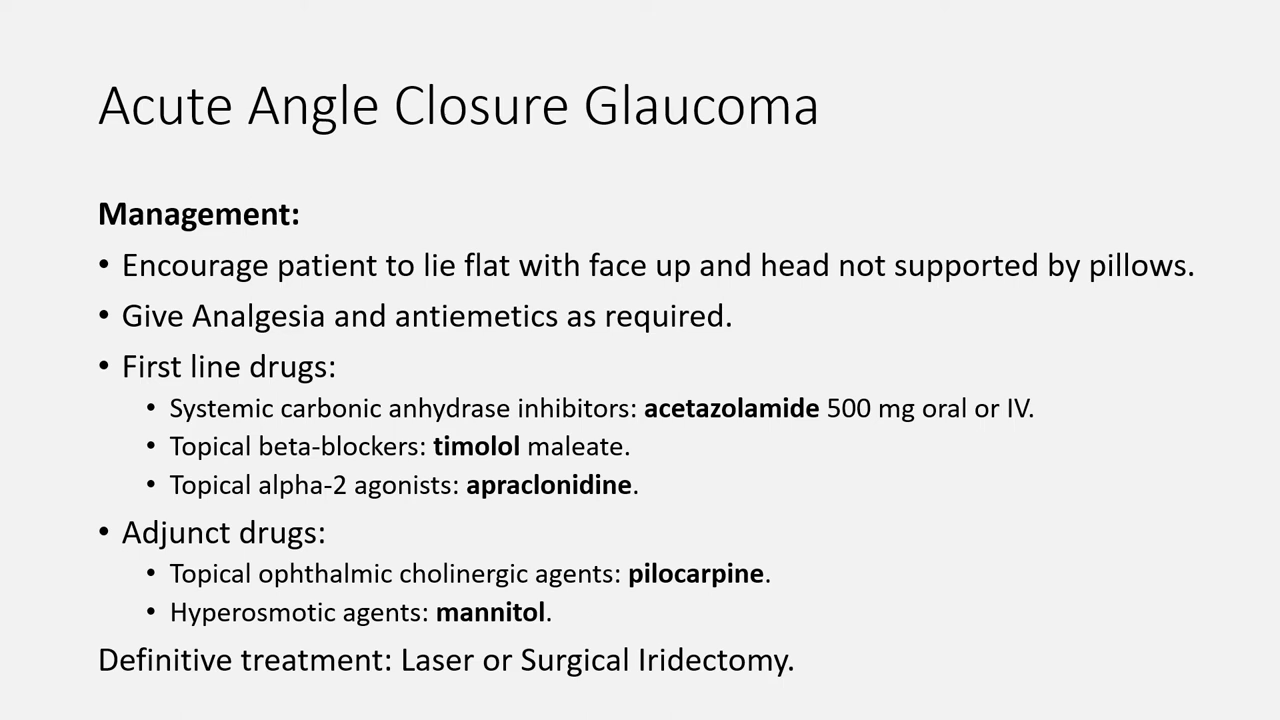 Acute Angle Closure Glaucoma
Management:
• Encourage patient to lie flat with face up and head not supported by pillows.
• Give Analgesia and antiemetics as required.
• First line drugs:
• Systemic carbonic anhydrase inhibitors: acetazolamide 500 mg oral or IV.
• Topical beta-blockers: timolol maleate.
• Topical alpha-2 agonists: apraclonidine.
• Adjunct drugs:
• Topical ophthalmic cholinergic agents: pilocarpine.
• Hyperosmotic agents: mannitol.
Definitive treatment: Laser or Surgical Iridectomy.